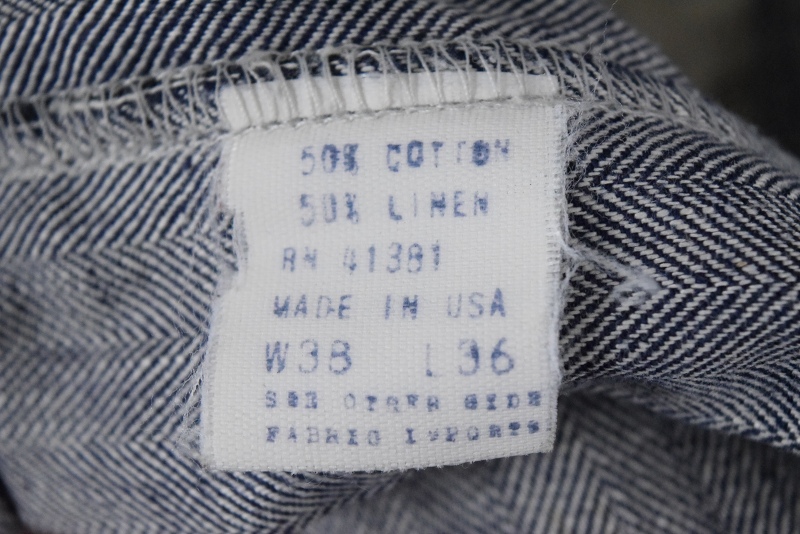 50% COTTON
50% LINEN
RN 41381
MADE IN USA
W38 L36
SEE OTHER SIDE
FABRIC IMPORTS